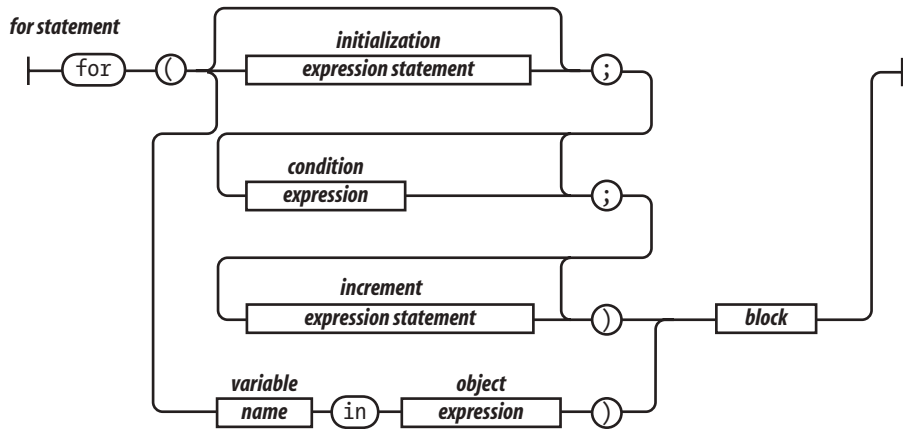 for statement
initialization
for ( expression statement ;
condition
expression ;
increment
expression statement ) block
variable object
name in expression )